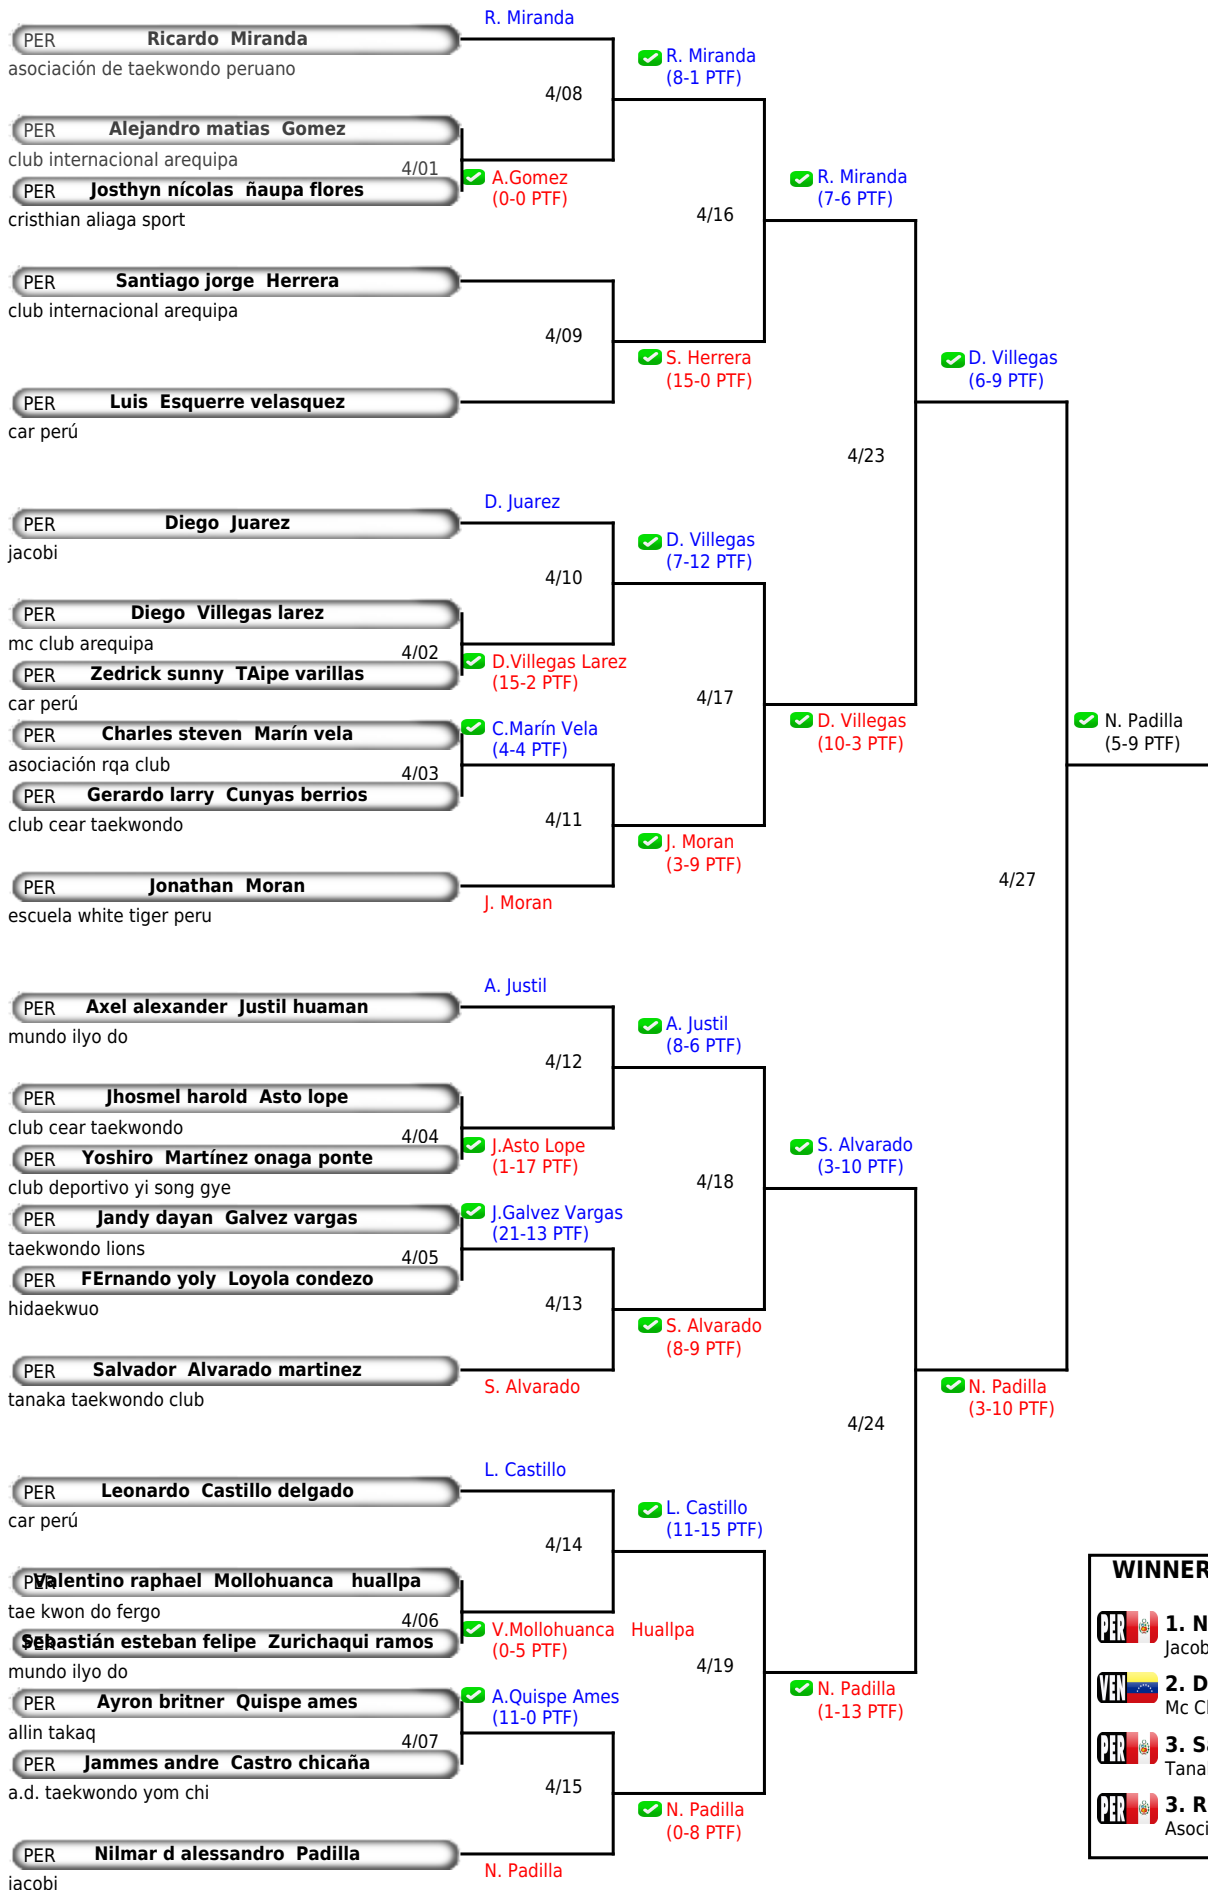 R. Miranda
PER Ricardo Miranda
asociación de taekwondo peruano
R. Miranda
(8-1 PTF)
4/08
PER Alejandro matias Gomez
club internacional arequipa
4/01
A.Gomez
(0-0 PTF)
PER Josthyn nícolas ñaupa flores
cristhian aliaga sport
R. Miranda
(7-6 PTF)
4/16
PER Santiago jorge Herrera
club internacional arequipa
4/09
S. Herrera
(15-0 PTF)
D. Villegas
(6-9 PTF)
PER Luis Esquerre velasquez
car perú
4/23
D. Juarez
PER Diego Juarez
jacobi
D. Villegas
(7-12 PTF)
4/10
PER Diego Villegas larez
mc club arequipa
4/02
D.Villegas Larez
(15-2 PTF)
PER Zedrick sunny TAipe varillas
car perú
4/17
D. Villegas
(10-3 PTF)
N. Padilla
(5-9 PTF)
PER Charles steven Marín vela
asociación rqa club
C.Marín Vela
(4-4 PTF)
4/03
PER Gerardo larry Cunyas berrios
club cear taekwondo
4/11
J. Moran
(3-9 PTF)
PER Jonathan Moran
escuela white tiger peru
J. Moran
4/27
A. Justil
PER Axel alexander Justil huaman
mundo ilyo do
A. Justil
(8-6 PTF)
4/12
PER Jhosmel harold Asto lope
club cear taekwondo
4/04
J.Asto Lope
(1-17 PTF)
PER Yoshiro Martínez onaga ponte
club deportivo yi song gye
S. Alvarado
(3-10 PTF)
4/18
PER Jandy dayan Galvez vargas
taekwondo lions
J.Galvez Vargas
(21-13 PTF)
4/05
PER FErnando yoly Loyola condezo
hidaekwuo
4/13
S. Alvarado
(8-9 PTF)
PER Salvador Alvarado martinez
tanaka taekwondo club
S. Alvarado
N. Padilla
(3-10 PTF)
4/24
L. Castillo
PER Leonardo Castillo delgado
car perú
L. Castillo
(11-15 PTF)
4/14
PER Valentino raphael Mollohuanca huallpa
tae kwon do fergo
4/06
V.Mollohuanca Huallpa
(0-5 PTF)
PER Sebastián esteban felipe Zurichaqui ramos
mundo ilyo do
4/19
N. Padilla
(1-13 PTF)
PER Ayron britner Quispe ames
allin takaq
A.Quispe Ames
(11-0 PTF)
4/07
PER Jammes andre Castro chicaña
a.d. taekwondo yom chi
4/15
N. Padilla
(0-8 PTF)
PER Nilmar d alessandro Padilla
jacobi
N. Padilla
WINNER
PER 1. N
Jacob
VEN 2. D
Mc Cl
PER 3. Sa
Tana
PER 3. R
Asoci